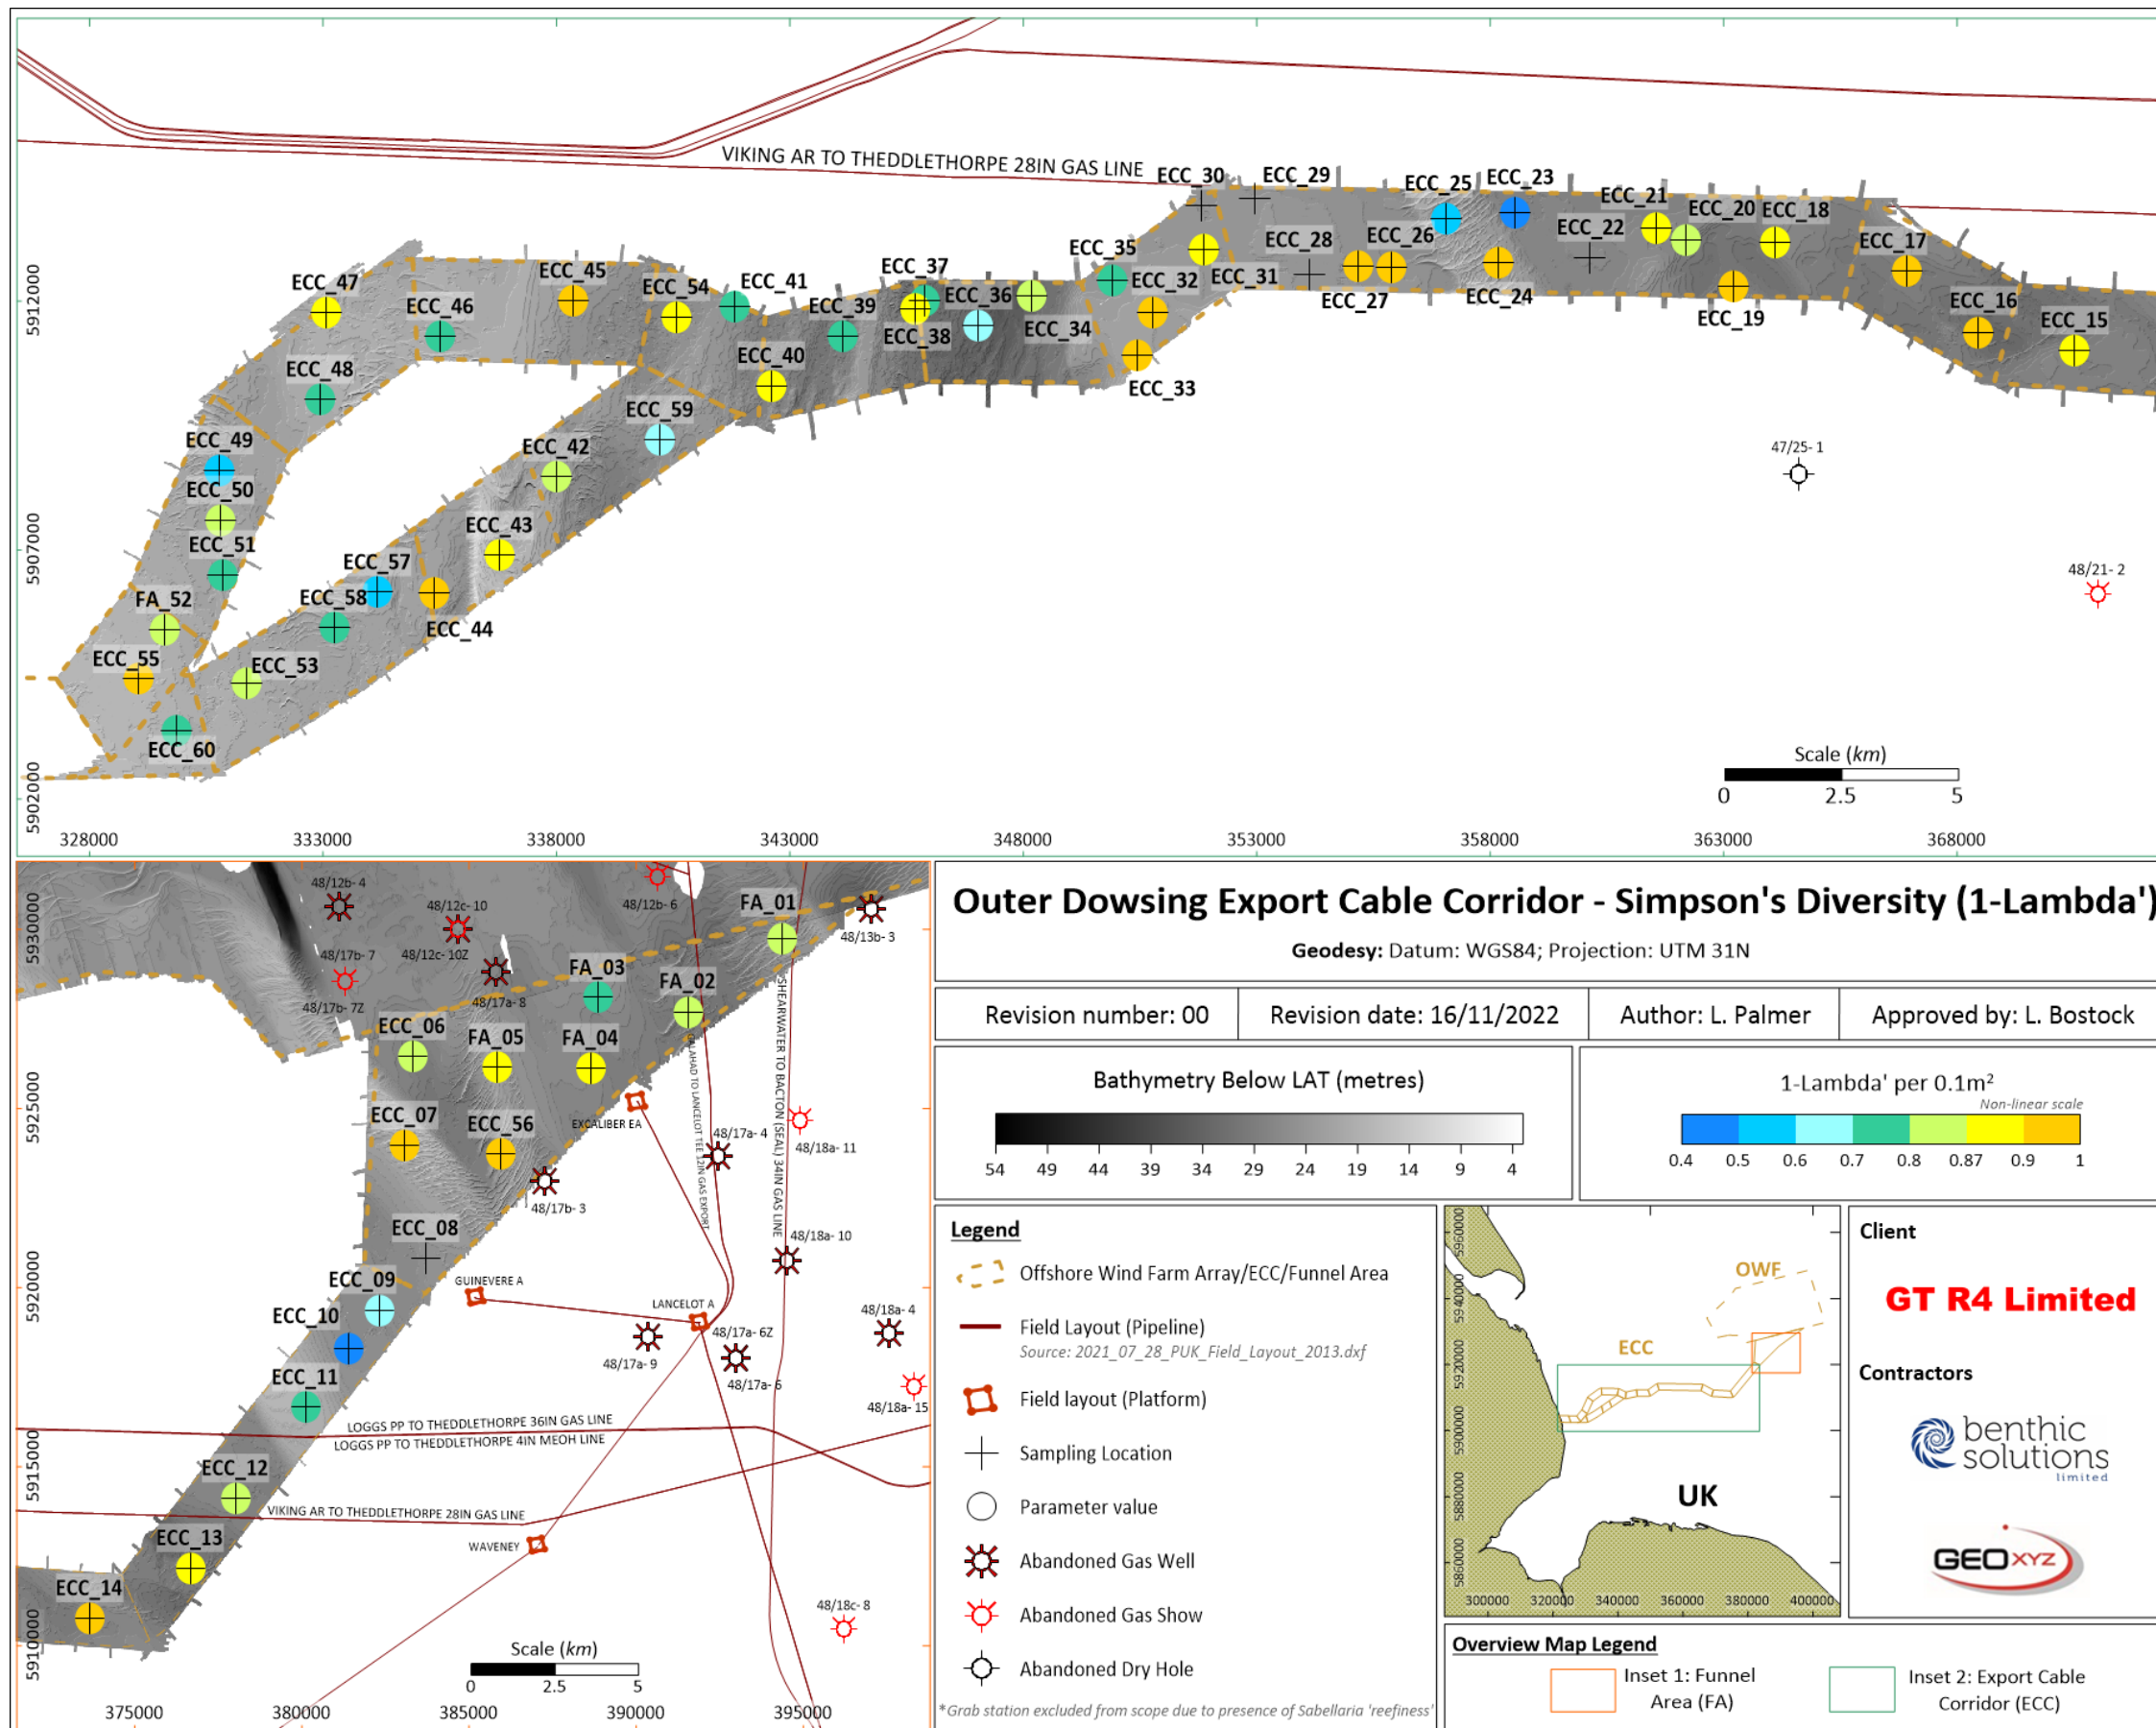 VIKING AR TO THEDDLETHORPE 28IN GAS LINE
ECC_30
ECC_29
ECC_25
ECC_23
ECC_21
ECC_20
ECC_18
ECC_22
ECC_17
ECC_28
ECC_26
ECC_35
ECC_32
ECC_31
ECC_27
ECC_24
ECC_19
ECC_16
ECC_15
ECC_47
ECC_46
ECC_45
ECC_54
ECC_41
ECC_39
ECC_37
ECC_36
ECC_38
ECC_34
ECC_40
ECC_33
ECC_48
ECC_59
ECC_49
ECC_42
ECC_50
ECC_43
ECC_51
ECC_57
FA_52
ECC_58
ECC_44
ECC_55
ECC_53
ECC_60
47/25- 1
48/21- 2
5912000
5907000
5902000
Scale (km)
0 2.5 5
328000 333000 338000 343000 348000 353000 358000 363000 368000
48/12b- 4
48/12c- 10
48/12b- 6
FA_01
48/13b- 3
48/17b- 7
48/12c- 10Z
48/17b- 7Z
48/17a- 8
FA_03
FA_02
ECC_06
FA_05
FA_04
ECC_07
ECC_56
EXCALIBER EA
48/17a- 4
48/18a- 11
48/17b- 3
ECC_08
48/18a- 10
GUINEVERE A
ECC_09
ECC_10
LANCELOT A
48/17a- 6Z
48/18a- 4
48/17a- 9
48/18a- 15
ECC_11
LOGGS PP TO THEDDLETHORPE 36IN GAS LINE
LOGGS PP TO THEDDLETHORPE 4IN MEOH LINE
ECC_12
VIKING AR TO THEDDLETHORPE 28IN GAS LINE
ECC_13
WAVENEY
ECC_14
48/18c- 8
SHEARWATER TO BACTON (SEAL) 34IN GAS LINE
5930000
5925000
5920000
5915000
5910000
Scale (km)
0 2.5 5
375000 380000 385000 390000 395000
Outer Dowsing Export Cable Corridor - Simpson's Diversity (1-Lambda')
Geodesy: Datum: WGS84; Projection: UTM 31N
Revision number: 00
Revision date: 16/11/2022
Author: L. Palmer
Approved by: L. Bostock
Bathymetry Below LAT (metres)
54 49 44 39 34 29 24 19 14 9 4
1-Lambda' per 0.1m²
Non-linear scale
0.4 0.5 0.6 0.7 0.8 0.87 0.9 1
Legend
Offshore Wind Farm Array/ECC/Funnel Area
Field Layout (Pipeline)
Source: 2021_07_28_PUK_Field_Layout_2013.dxf
Field layout (Platform)
Sampling Location
Parameter value
Abandoned Gas Well
Abandoned Gas Show
Abandoned Dry Hole
*Grab station excluded from scope due to presence of Sabellaria 'reefiness'
OWF
ECC
UK
5960000
5940000
5920000
5900000
5880000
5860000
300000 320000 340000 360000 380000 400000
Client
GT R4 Limited
Contractors
benthic
solutions
limited
GEOXYZ
Overview Map Legend
Inset 1: Funnel
Area (FA)
Inset 2: Export Cable
Corridor (ECC)